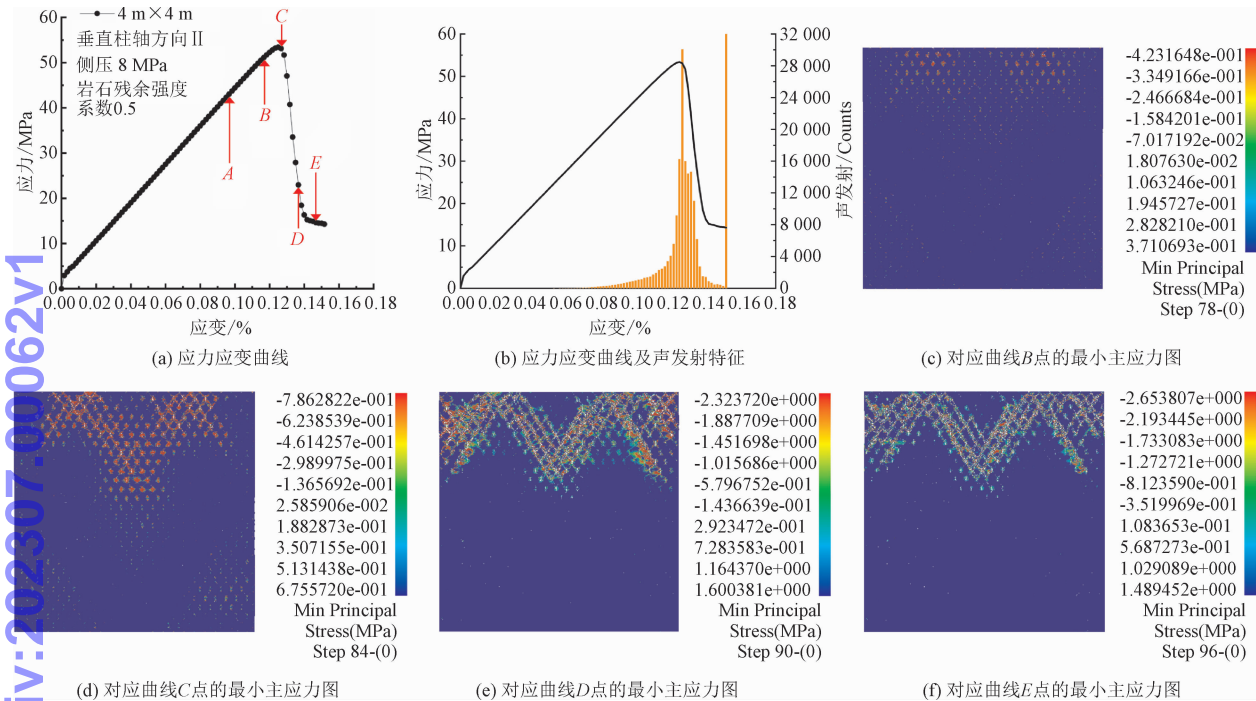 60
50
40
30
20
10
0
应力/MPa
4 m×4 m
垂直柱轴方向Ⅱ
侧压 8 MPa
岩石残余强度
系数0.5
A
B
C
D
E
0.00 0.02 0.04 0.06 0.08 0.10 0.12 0.14 0.16 0.18
应变/%
(a) 应力应变曲线
60
50
40
30
20
10
0
应力/MPa
32 000
28 000
24 000
20 000
16 000
12 000
8 000
4 000
0
声发射/Counts
0.00 0.02 0.04 0.06 0.08 0.10 0.12 0.14 0.16 0.18
应变/%
(b) 应力应变曲线及声发射特征
-4.231648e-001
-3.349166e-001
-2.466684e-001
-1.584201e-001
-7.017192e-002
1.807630e-002
1.063246e-001
1.945727e-001
2.828210e-001
3.710693e-001
Min Principal
Stress(MPa)
Step 78-(0)
(c) 对应曲线B点的最小主应力图
-7.862822e-001
-6.238539e-001
-4.614257e-001
-2.989975e-001
-1.365692e-001
2.585906e-002
1.882873e-001
3.507155e-001
5.131438e-001
6.755720e-001
Min Principal
Stress(MPa)
Step 84-(0)
(d) 对应曲线C点的最小主应力图
-2.323720e+000
-1.887709e+000
-1.451698e+000
-1.015686e+000
-5.796752e-001
-1.436639e-001
2.923472e-001
7.283583e-001
1.164370e+000
1.600381e+000
Min Principal
Stress(MPa)
Step 90-(0)
(e) 对应曲线D点的最小主应力图
-2.653807e+000
-2.193445e+000
-1.733083e+000
-1.272721e+000
-8.123590e-001
-3.519969e-001
1.083653e-001
5.687273e-001
1.029089e+000
1.489452e+000
Min Principal
Stress(MPa)
Step 96-(0)
(f) 对应曲线E点的最小主应力图
iv:202307.00062v1